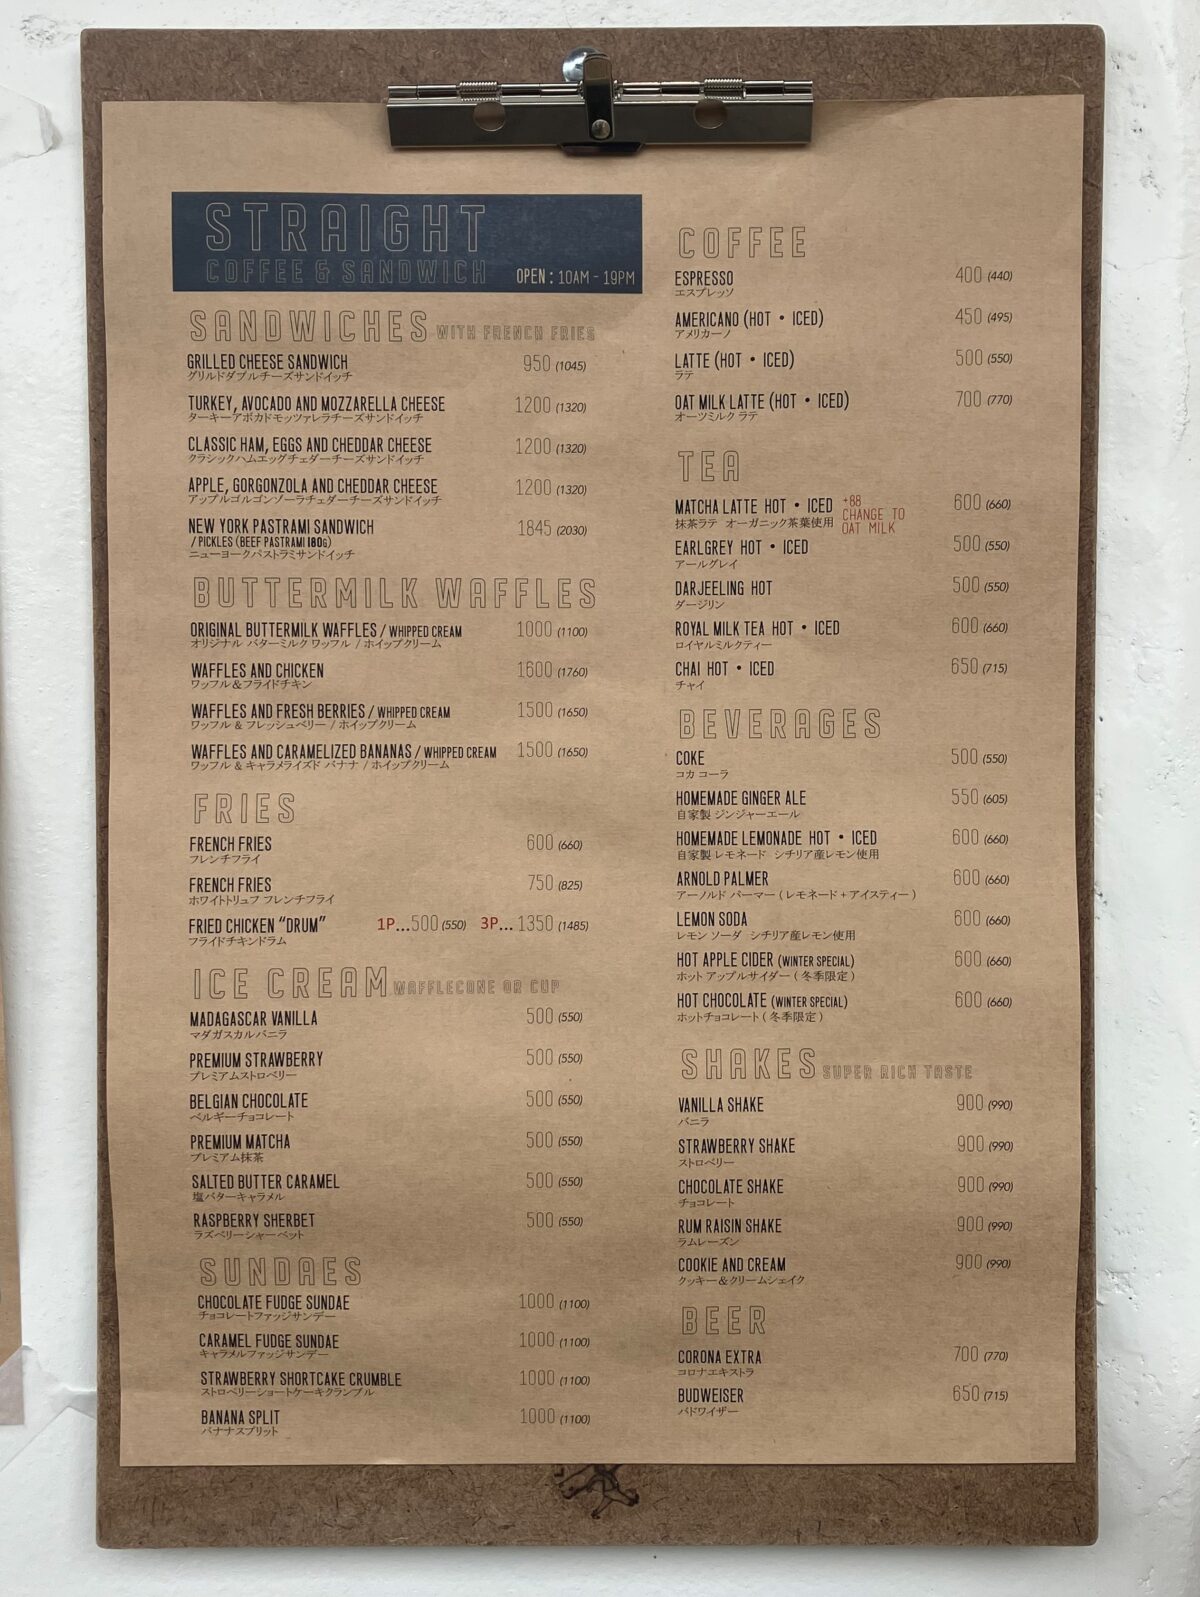 STRAIGHT
COFFEE & SANDWICH
OPEN : 10AM - 19PM
SANDWICHES WITH FRENCH FRIES
GRILLED CHEESE SANDWICH 950 (1045)
グリルドダブルチーズサンドイッチ
TURKEY, AVOCADO AND MOZZARELLA CHEESE 1200 (1320)
ターキーアボカドモッツァレラチーズサンドイッチ
CLASSIC HAM, EGGS AND CHEDDAR CHEESE 1200 (1320)
クラシックハムエッグチェダーチーズサンドイッチ
APPLE, GORGONZOLA AND CHEDDAR CHEESE 1200 (1320)
アップルゴルゴンゾーラチェダーチーズサンドイッチ
NEW YORK PASTRAMI SANDWICH 1845 (2030)
/ PICKLES (BEEF PASTRAMI 180G)
ニューヨークパストラミサンドイッチ
BUTTERMILK WAFFLES
ORIGINAL BUTTERMILK WAFFLES / WHIPPED CREAM 1000 (1100)
オリジナル バターミルク ワッフル / ホイップクリーム
WAFFLES AND CHICKEN 1600 (1760)
ワッフル＆フライドチキン
WAFFLES AND FRESH BERRIES / WHIPPED CREAM 1500 (1650)
ワッフル ＆ フレッシュベリー / ホイップクリーム
WAFFLES AND CARAMELIZED BANANAS / WHIPPED CREAM 1500 (1650)
ワッフル ＆ キャラメライズド バナナ / ホイップクリーム
FRIES
FRENCH FRIES 600 (660)
フレンチフライ
FRENCH FRIES 750 (825)
ホワイトトリュフ フレンチフライ
FRIED CHICKEN “DRUM” 1P...500 (550) 3P...1350 (1485)
フライドチキンドラム
ICE CREAM WAFFLECONE OR CUP
MADAGASCAR VANILLA 500 (550)
マダガスカルバニラ
PREMIUM STRAWBERRY 500 (550)
プレミアムストロベリー
BELGIAN CHOCOLATE 500 (550)
ベルギーチョコレート
PREMIUM MATCHA 500 (550)
プレミアム抹茶
SALTED BUTTER CARAMEL 500 (550)
塩バターキャラメル
RASPBERRY SHERBET 500 (550)
ラズベリーシャーベット
SUNDAES
CHOCOLATE FUDGE SUNDAE 1000 (1100)
チョコレートファッジサンデー
CARAMEL FUDGE SUNDAE 1000 (1100)
キャラメルファッジサンデー
STRAWBERRY SHORTCAKE CRUMBLE 1000 (1100)
ストロベリーショートケーキクランブル
BANANA SPLIT 1000 (1100)
バナナスプリット
COFFEE
ESPRESSO 400 (440)
エスプレッソ
AMERICANO (HOT • ICED) 450 (495)
アメリカーノ
LATTE (HOT • ICED) 500 (550)
ラテ
OAT MILK LATTE (HOT • ICED) 700 (770)
オーツミルク ラテ
TEA
MATCHA LATTE HOT • ICED 600 (660)
抹茶ラテ オーガニック茶葉使用
+88
CHANGE TO
OAT MILK
EARLGREY HOT • ICED 500 (550)
アールグレイ
DARJEELING HOT 500 (550)
ダージリン
ROYAL MILK TEA HOT • ICED 600 (660)
ロイヤルミルクティー
CHAI HOT • ICED 650 (715)
チャイ
BEVERAGES
COKE 500 (550)
コカ コーラ
HOMEMADE GINGER ALE 550 (605)
自家製 ジンジャーエール
HOMEMADE LEMONADE HOT • ICED 600 (660)
自家製 レモネード シチリア産レモン使用
ARNOLD PALMER 600 (660)
アーノルド パーマー ( レモネード + アイスティー )
LEMON SODA 600 (660)
レモン ソーダ シチリア産レモン使用
HOT APPLE CIDER (WINTER SPECIAL) 600 (660)
ホット アップルサイダー ( 冬季限定 )
HOT CHOCOLATE (WINTER SPECIAL) 600 (660)
ホットチョコレート ( 冬季限定 )
SHAKES SUPER RICH TASTE
VANILLA SHAKE 900 (990)
バニラ
STRAWBERRY SHAKE 900 (990)
ストロベリー
CHOCOLATE SHAKE 900 (990)
チョコレート
RUM RAISIN SHAKE 900 (990)
ラムレーズン
COOKIE AND CREAM 900 (990)
クッキー＆クリームシェイク
BEER
CORONA EXTRA 700 (770)
コロナエキストラ
BUDWEISER 650 (715)
バドワイザー